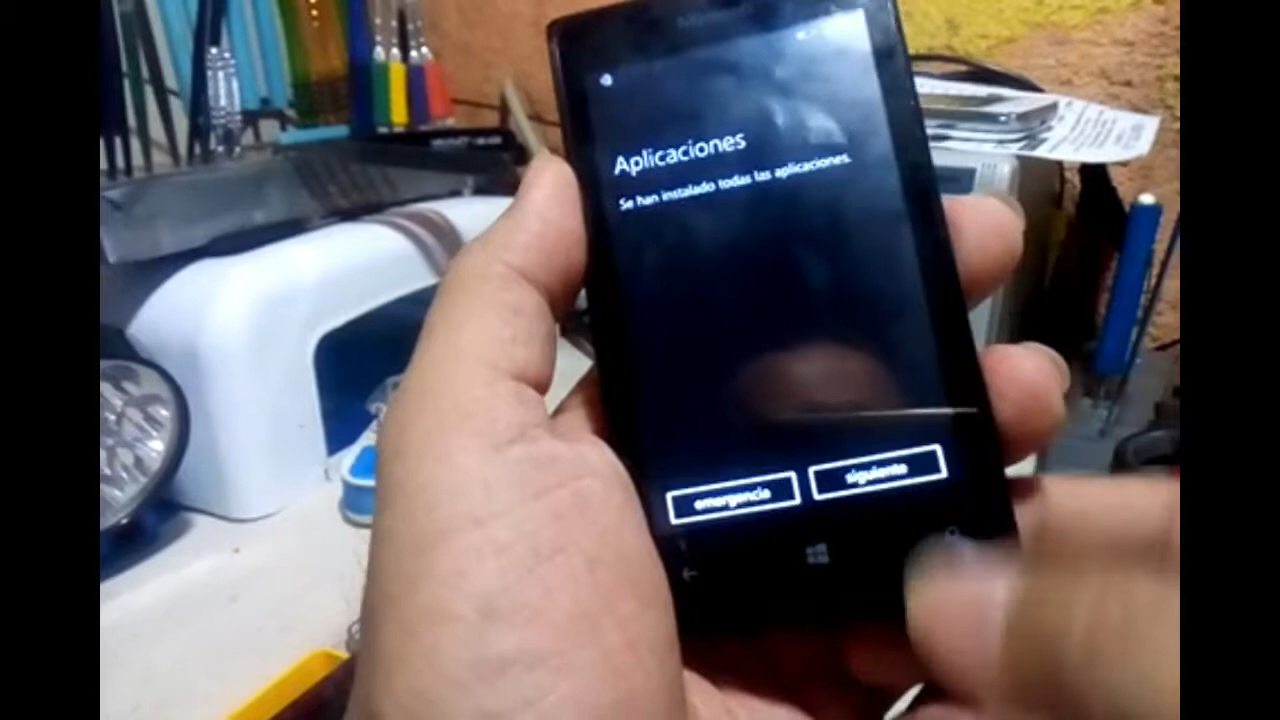 Aplicaciones
Se han instalado todas las aplicaciones.
emergencia
siguiente